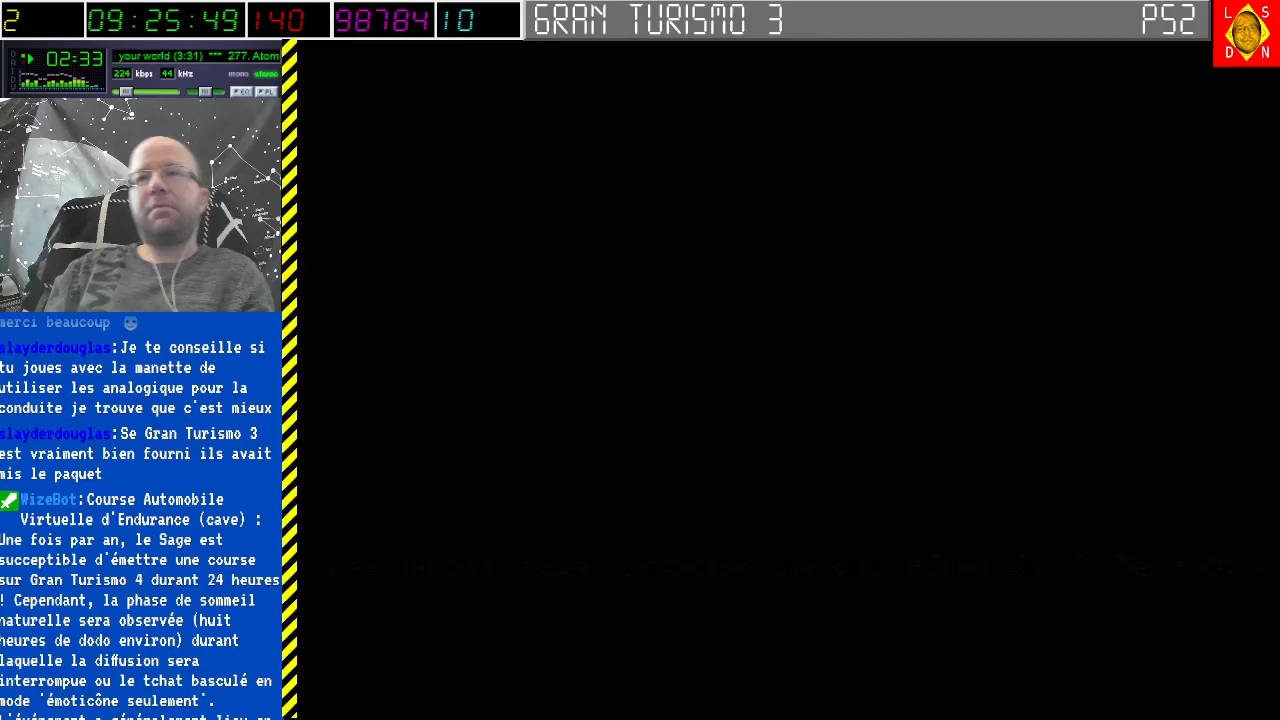 2
09:25:49
140
98784
10
GRAN TURISMO 3
PS2
L S
D N
02:33
your world (3:31) *** 277. Atom
224 kbps 44 kHz mono stereo
EQ PL
merci beaucoup
slayderdouglas:Je te conseille si
tu joues avec la manette de
utiliser les analogique pour la
conduite je trouve que c'est mieux
slayderdouglas:Se Gran Turismo 3
est vraiment bien fourni ils avait
mis le paquet
WizeBot:Course Automobile
Virtuelle d'Endurance (cave) :
Une fois par an, le Sage est
succeptible d'émettre une course
sur Gran Turismo 4 durant 24 heures
! Cependant, la phase de sommeil
naturelle sera observée (huit
heures de dodo environ) durant
laquelle la diffusion sera
interrompue ou le tchat basculé en
mode 'émoticône seulement'.